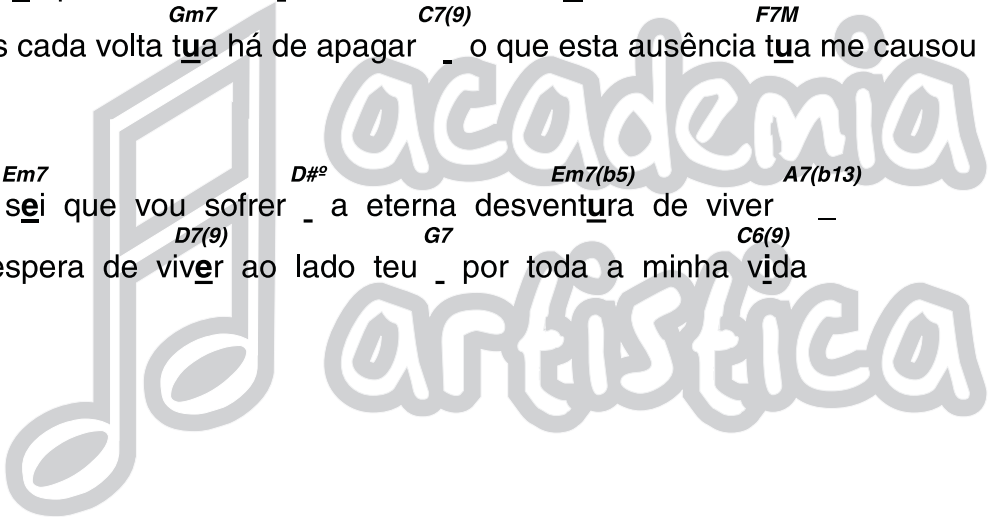 Gm7 C7(9) F7M
s cada volta tua há de apagar _ o que esta ausência tua me causou
Em7 D#º Em7(b5) A7(b13)
sei que vou sofrer _ a eterna desventura de viver _
D7(9) G7 C6(9)
espera de viver ao lado teu _ por toda a minha vida
academia
artistica